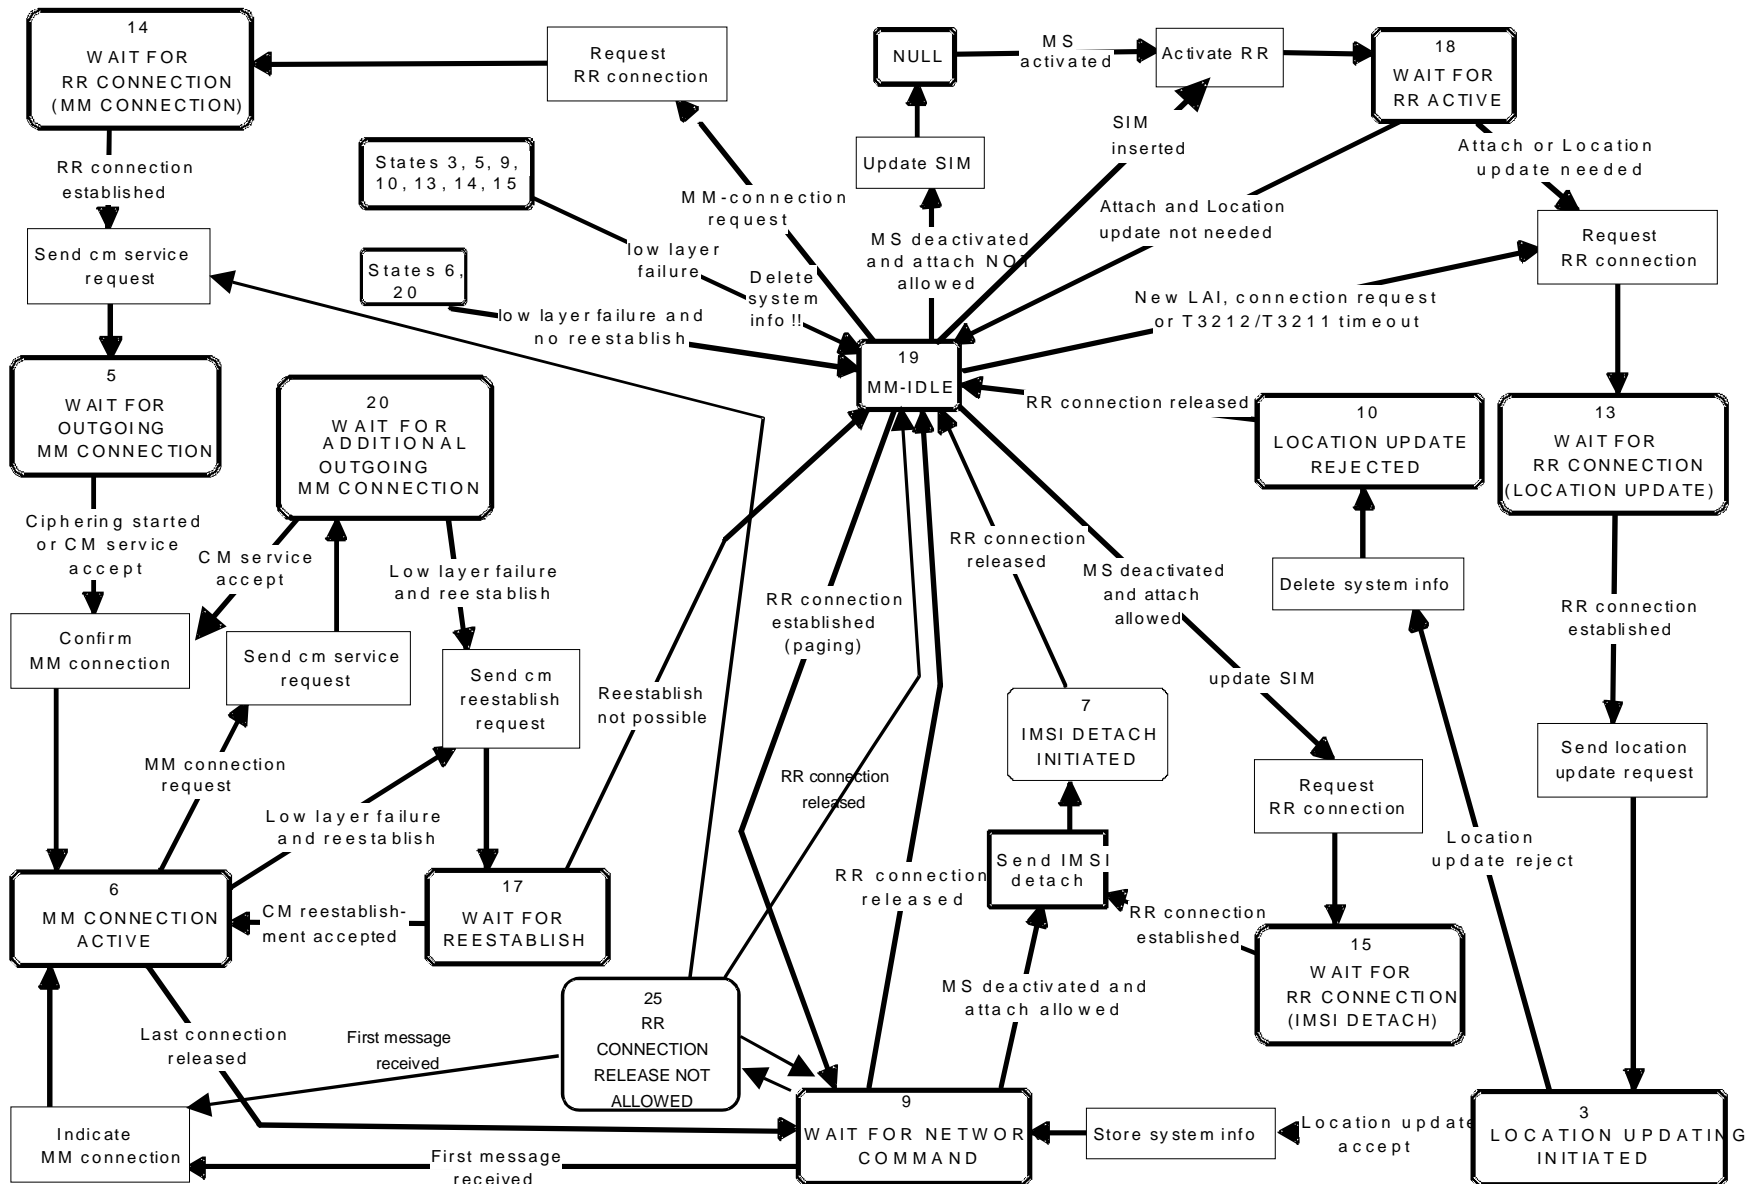 14
WAIT FOR
RR CONNECTION
(MM CONNECTION)
Request
RR connection
NULL
MS
activated
Activate RR
18
WAIT FOR
RR ACTIVE
RR connection
established
States 3, 5, 9,
10, 13, 14, 15
MM-connection
request
Update SIM
SIM
inserted
Attach or Location
update needed
Send cm service
request
States 6,
20
low layer
failure
Delete
system
info !!
MS deactivated
and attach NOT
allowed
Attach and Location
update not needed
Request
RR connection
low layer failure and
no reestablish
New LAI, connection request
or T3212/T3211 timeout
19
MM-IDLE
5
WAIT FOR
OUTGOING
MM CONNECTION
20
WAIT FOR
ADDITIONAL
OUTGOING
MM CONNECTION
RR connection released
10
LOCATION UPDATE
REJECTED
13
WAIT FOR
RR CONNECTION
(LOCATION UPDATE)
Ciphering started
or CM service
accept
CM service
accept
Low layer failure
and reestablish
RR connection
established
(paging)
RR connection
released
MS deactivated
and attach
allowed
Delete system info
RR connection
established
Confirm
MM connection
Send cm service
request
Send cm
reestablish
request
Reestablish
not possible
update SIM
7
IMSI DETACH
INITIATED
Send location
update request
MM connection
request
RR connection
released
Request
RR connection
Low layer failure
and reestablish
Location
update reject
6
MM CONNECTION
ACTIVE
CM reestablish-
ment accepted
17
WAIT FOR
REESTABLISH
RR connection
released
Send IMSI
detach
RR connection
established
15
WAIT FOR
RR CONNECTION
(IMSI DETACH)
MS deactivated and
attach allowed
25
RR
CONNECTION
RELEASE NOT
ALLOWED
Last connection
released
First message
received
Indicate
MM connection
First message
received
9
WAIT FOR NETWOR
COMMAND
Store system info
Location update
accept
3
LOCATION UPDATING
INITIATED